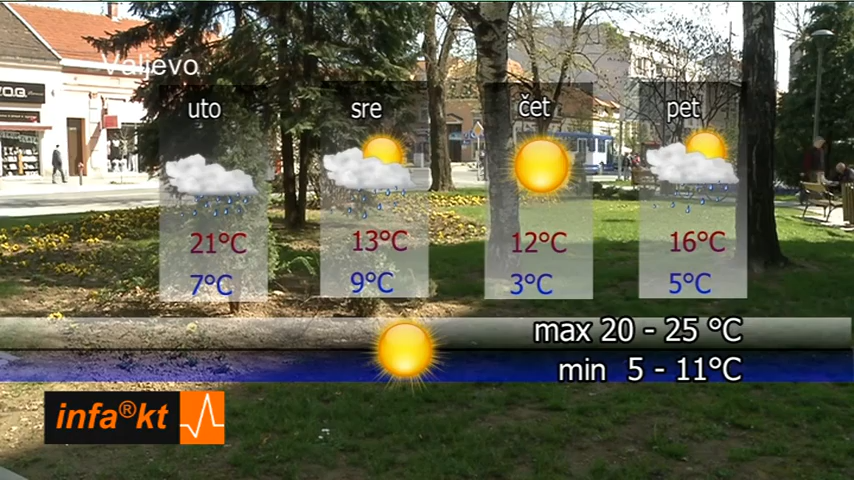 Valjevo
uto sre čet pet
21°C 13°C 12°C 16°C
7°C 9°C 3°C 5°C
max 20 - 25 °C
min 5 - 11°C
infa®kt